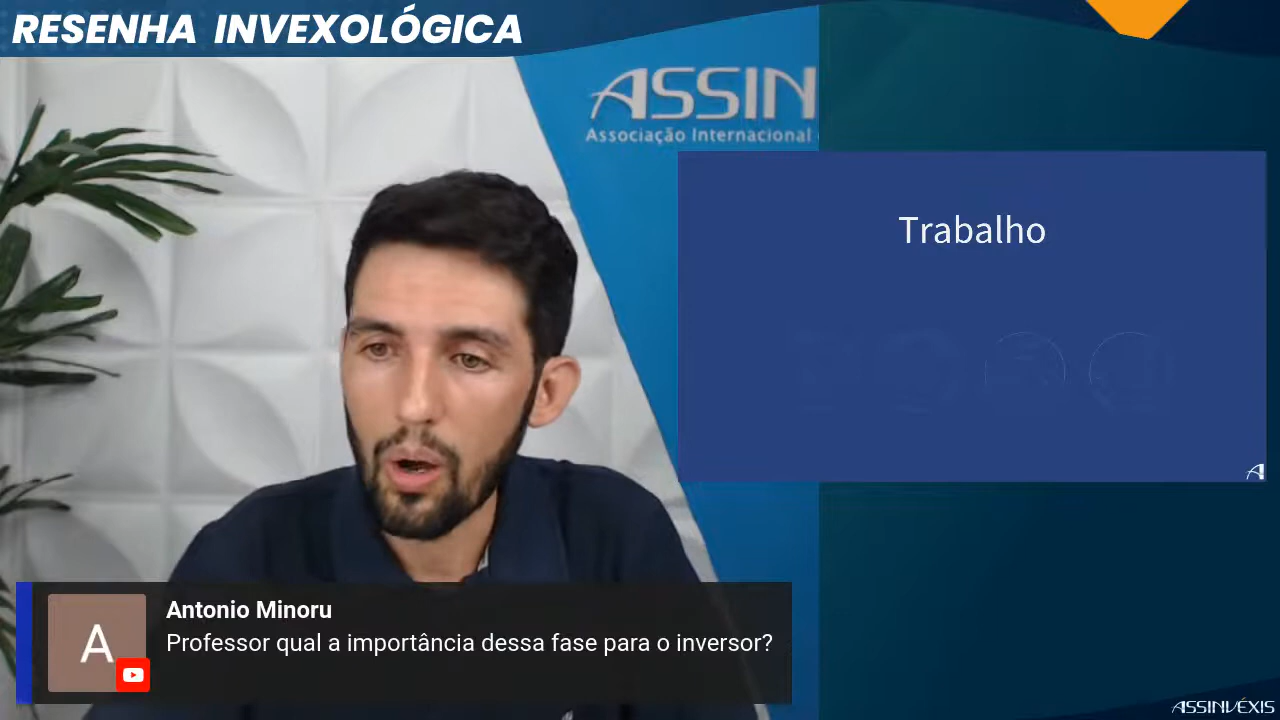 RESENHA INVEXOLÓGICA
ASSIN
Associação Internacional
Trabalho
A
Antonio Minoru
Professor qual a importância dessa fase para o inversor?
ASSINVÉXIS